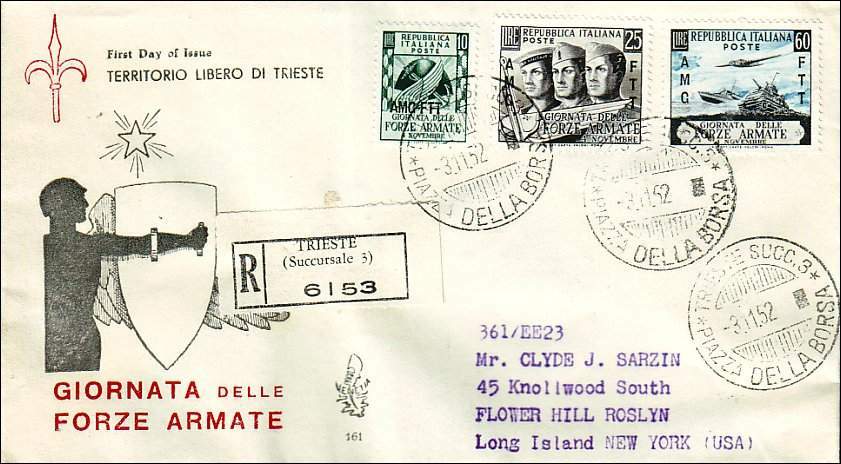 First Day of Issue
TERRITORIO LIBERO DI TRIESTE
LIRE
10
REPUBBLICA
ITALIANA
POSTE
AMG-FTT
GIORNATA DELLE
FORZE ARMATE
4 NOVEMBRE
LIRE
25
REPUBBLICA ITALIANA
POSTE
AMG
FTT
GIORNATA DELLE
FORZE ARMATE
4 NOVEMBRE
LIRE
60
REPUBBLICA ITALIANA
POSTE
AMG
FTT
GIORNATA DELLE
FORZE ARMATE
4 NOVEMBRE
-3.11.52
*PIAZZA DELLA BORSA*
-3.11.52
*PIAZZA DELLA BORSA*
*TRIESTE SUCC.3*
-3.11.52
PIAZZA DELLA BORSA
R
TRIESTE
(Succursale 3)
6153
GIORNATA DELLE
FORZE ARMATE
161
361/EE23
Mr. CLYDE J. SARZIN
45 Knollwood South
FLOWER HILL ROSLYN
Long Island NEW YORK (USA)